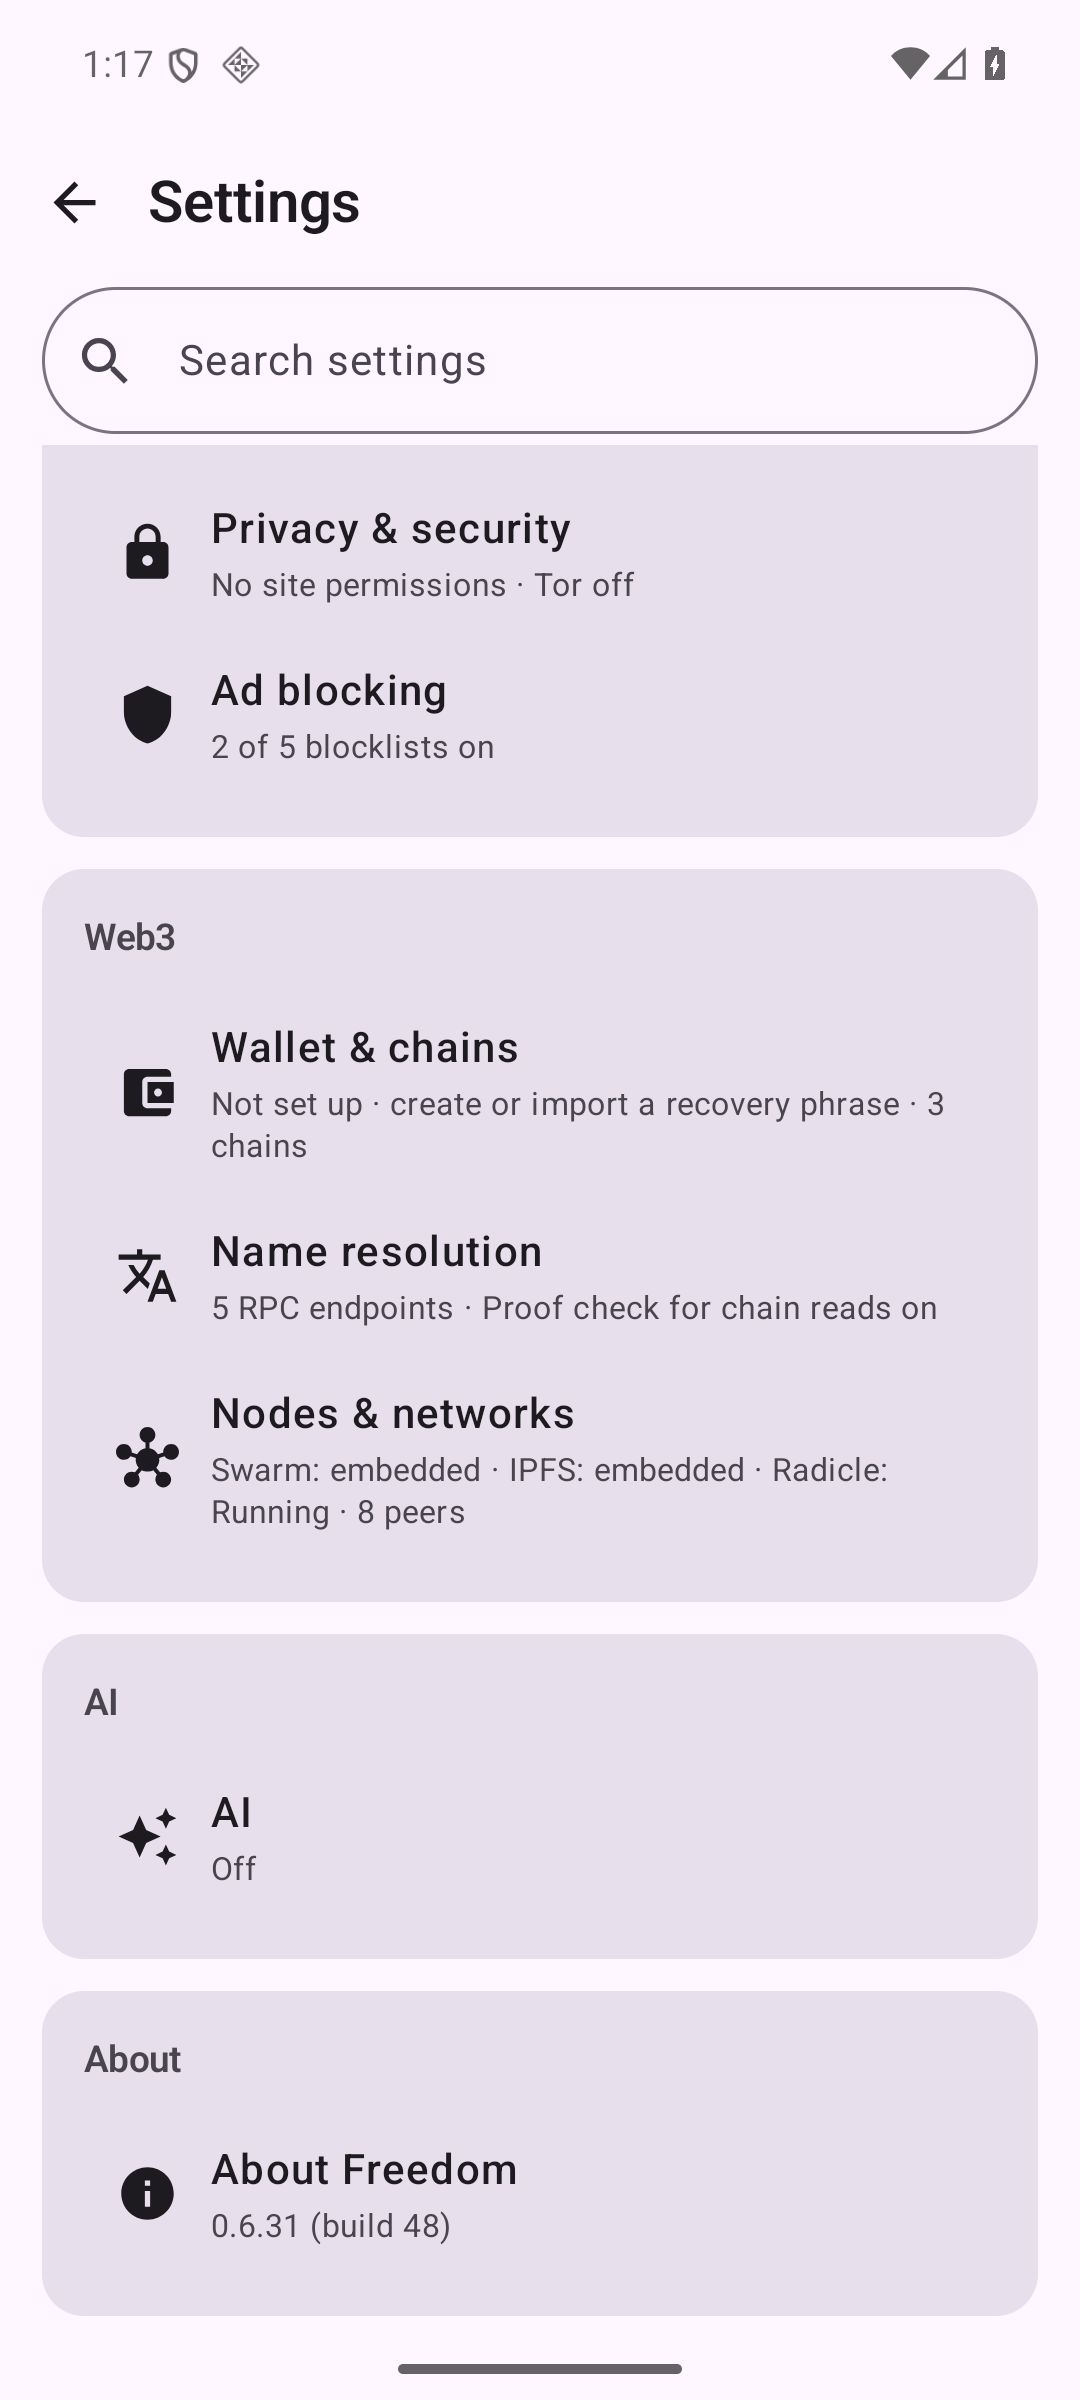 1:17
Settings
Search settings
Privacy & security
No site permissions · Tor off
Ad blocking
2 of 5 blocklists on
Web3
Wallet & chains
Not set up · create or import a recovery phrase · 3
chains
Name resolution
5 RPC endpoints · Proof check for chain reads on
Nodes & networks
Swarm: embedded · IPFS: embedded · Radicle:
Running · 8 peers
AI
AI
Off
About
About Freedom
0.6.31 (build 48)